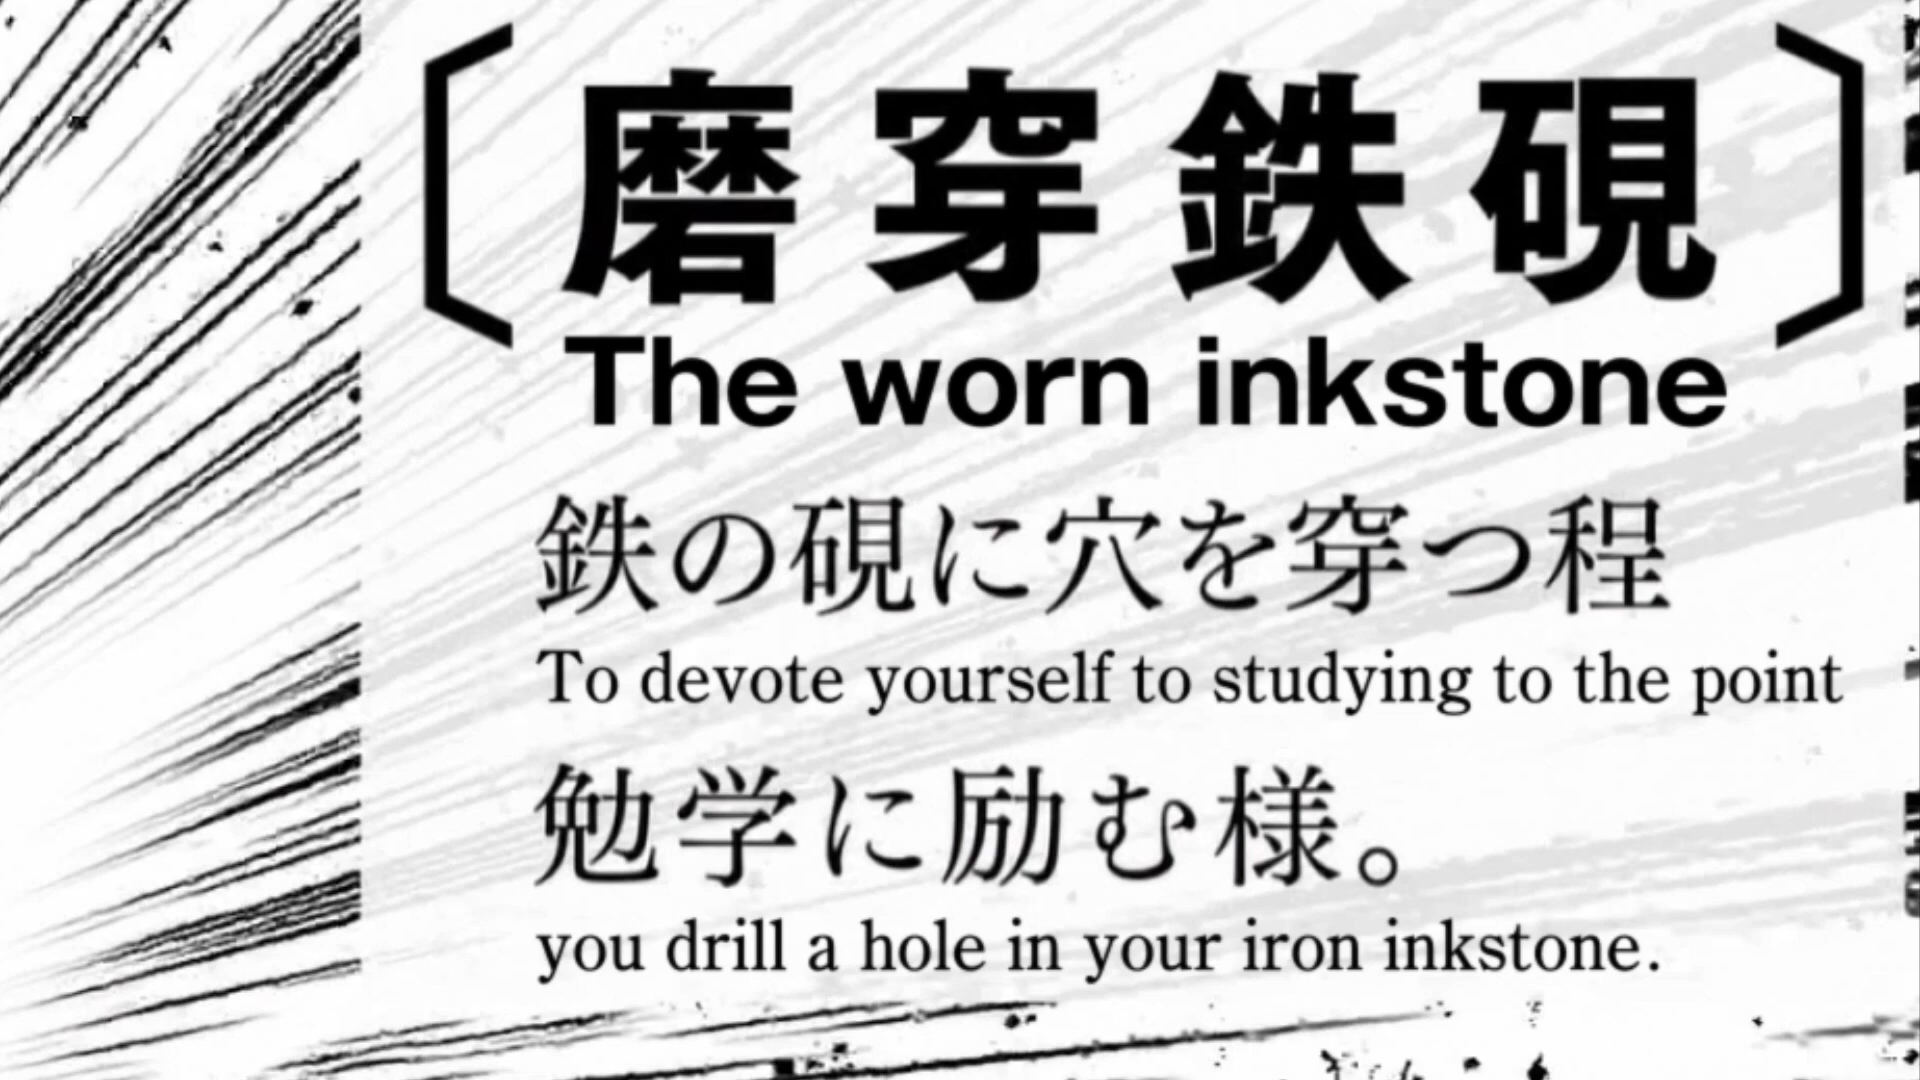 〔磨穿鉄硯〕
The worn inkstone
鉄の硯に穴を穿つ程
To devote yourself to studying to the point
勉学に励む様。
you drill a hole in your iron inkstone.